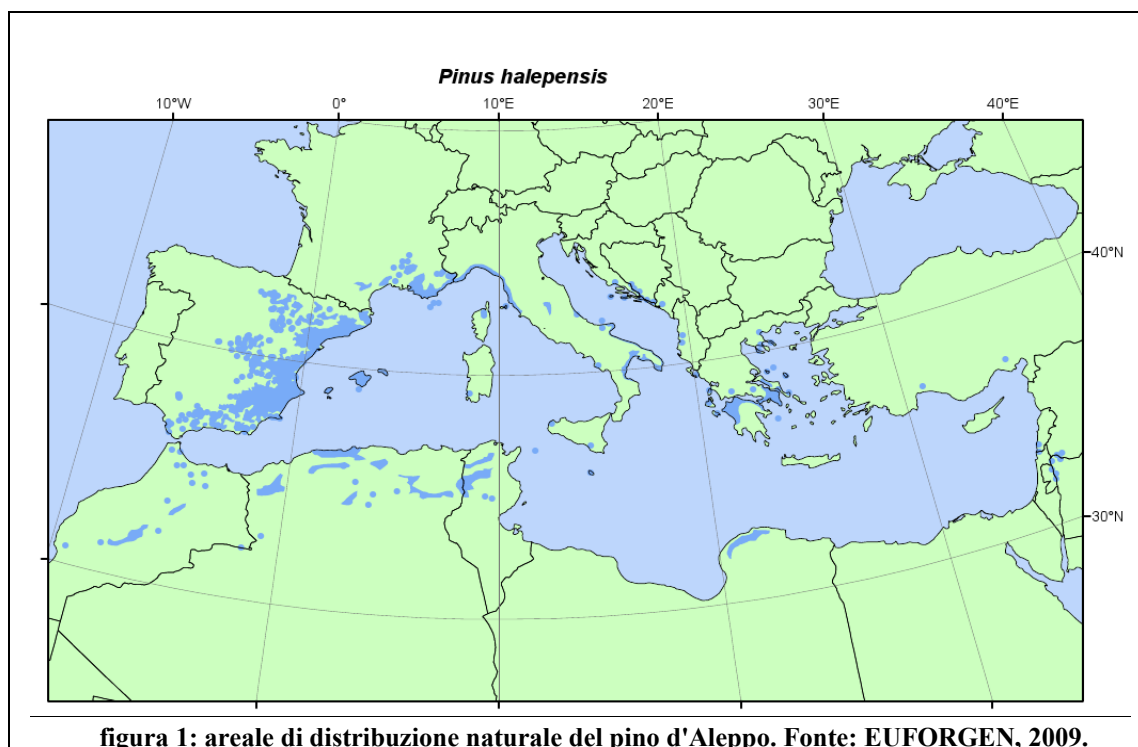 Pinus halepensis
10°W 0° 10°E 20°E 30°E 40°E
40°N
30°N
figura 1: areale di distribuzione naturale del pino d'Aleppo. Fonte: EUFORGEN, 2009.